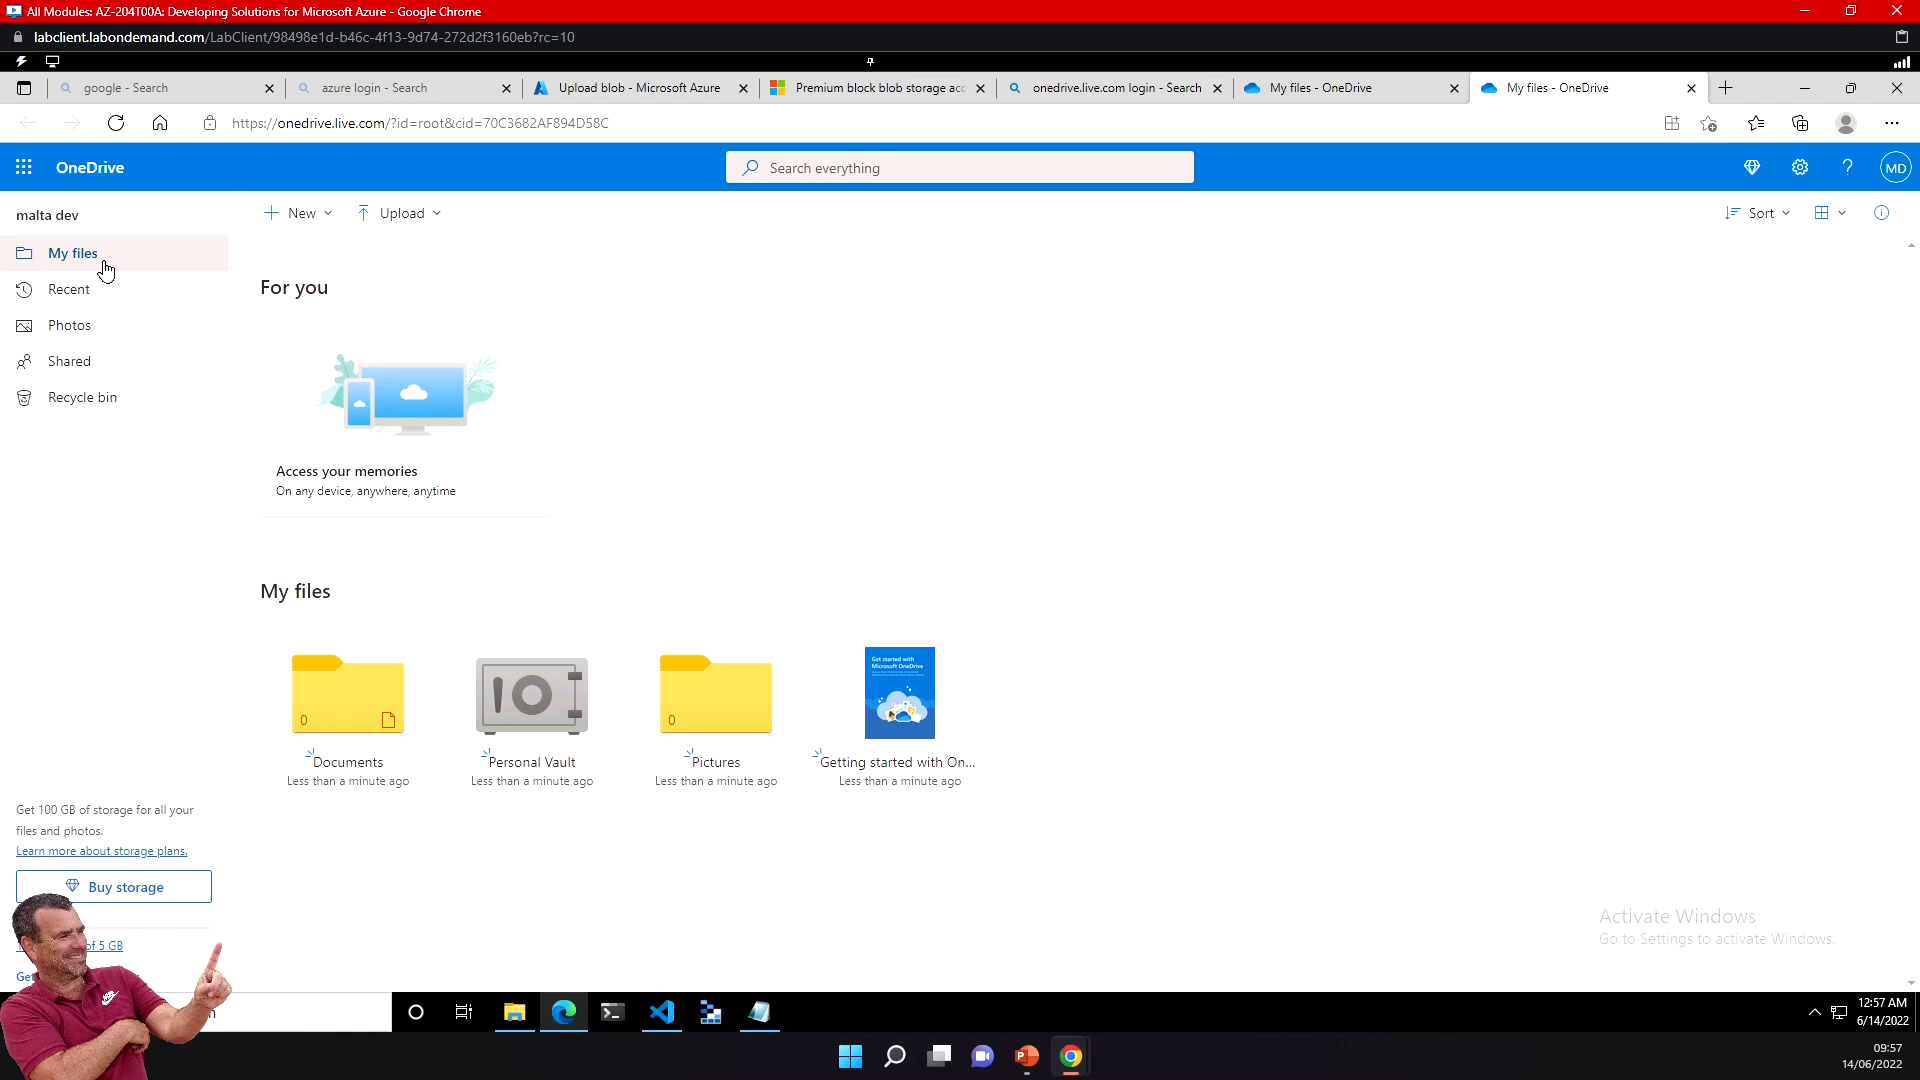 All Modules: AZ-204T00A: Developing Solutions for Microsoft Azure - Google Chrome
labclient.labondemand.com/LabClient/98498e1d-b46c-4f13-9d74-272d2f3160eb?rc=10
google - Search
azure login - Search
Upload blob - Microsoft Azure
Premium block blob storage acc
onedrive.live.com login - Search
My files - OneDrive
My files - OneDrive
https://onedrive.live.com/?id=root&cid=70C3682AF894D58C
OneDrive
Search everything
MD
malta dev
New
Upload
Sort
My files
Recent
Photos
Shared
Recycle bin
For you
Access your memories
On any device, anywhere, anytime
My files
0
0
Get started with
Microsoft OneDrive
Documents
Personal Vault
Pictures
Getting started with On...
Less than a minute ago
Less than a minute ago
Less than a minute ago
Less than a minute ago
Get 100 GB of storage for all your
files and photos.
Learn more about storage plans.
Buy storage
of 5 GB
Activate Windows
Go to Settings to activate Windows.
12:57 AM
6/14/2022
09:57
14/06/2022